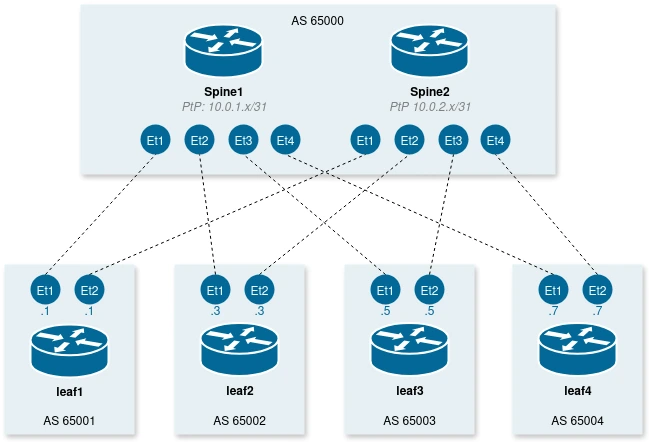 AS 65000
Spine1 Spine2
PtP: 10.0.1.x/31 PtP 10.0.2.x/31
Et1 Et2 Et3 Et4 Et1 Et2 Et3 Et4
Et1 Et2 Et1 Et2 Et1 Et2 Et1 Et2
.1 .1 .3 .3 .5 .5 .7 .7
leaf1 leaf2 leaf3 leaf4
AS 65001 AS 65002 AS 65003 AS 65004